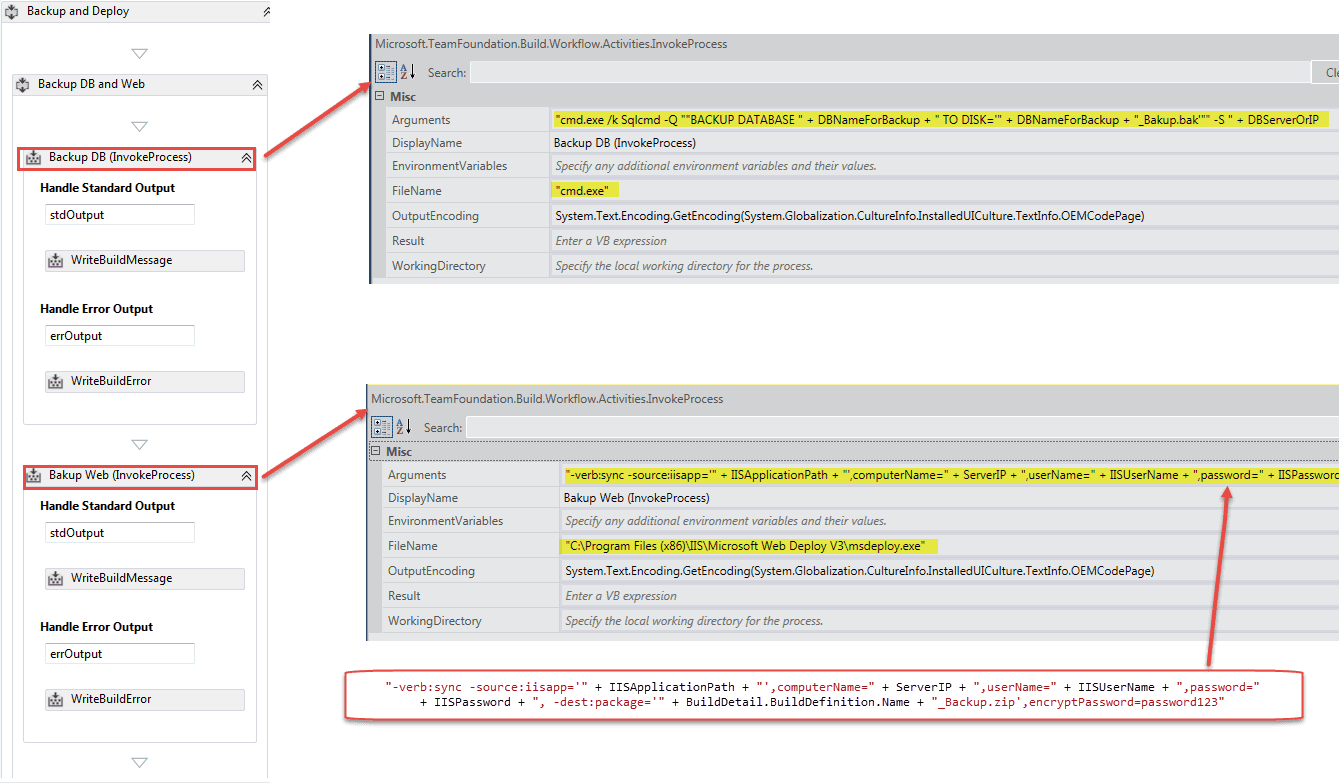 Backup and Deploy
Backup DB and Web
Backup DB (InvokeProcess)
Handle Standard Output
stdOutput
WriteBuildMessage
Handle Error Output
errOutput
WriteBuildError
Bakup Web (InvokeProcess)
Handle Standard Output
stdOutput
WriteBuildMessage
Handle Error Output
errOutput
WriteBuildError
Microsoft.TeamFoundation.Build.Workflow.Activities.InvokeProcess
Search: Cle
Misc
Arguments "cmd.exe /k Sqlcmd -Q ""BACKUP DATABASE " + DBNameForBackup + " TO DISK='" + DBNameForBackup + "_Bakup.bak'"" -S " + DBServerOrIP
DisplayName Backup DB (InvokeProcess)
EnvironmentVariables Specify any additional environment variables and their values.
FileName "cmd.exe"
OutputEncoding System.Text.Encoding.GetEncoding(System.Globalization.CultureInfo.InstalledUICulture.TextInfo.OEMCodePage)
Result Enter a VB expression
WorkingDirectory Specify the local working directory for the process.
Microsoft.TeamFoundation.Build.Workflow.Activities.InvokeProcess
Search:
Misc
Arguments "-verb:sync -source:iisapp='" + IISApplicationPath + "',computerName=" + ServerIP + ",userName=" + IISUserName + ",password=" + IISPassword
DisplayName Bakup Web (InvokeProcess)
EnvironmentVariables Specify any additional environment variables and their values.
FileName "C:\Program Files (x86)\IIS\Microsoft Web Deploy V3\msdeploy.exe"
OutputEncoding System.Text.Encoding.GetEncoding(System.Globalization.CultureInfo.InstalledUICulture.TextInfo.OEMCodePage)
Result Enter a VB expression
WorkingDirectory Specify the local working directory for the process.
"-verb:sync -source:iisapp='" + IISApplicationPath + "',computerName=" + ServerIP + ",userName=" + IISUserName + ",password="
+ IISPassword + ", -dest:package='" + BuildDetail.BuildDefinition.Name + "_Backup.zip',encryptPassword=password123"